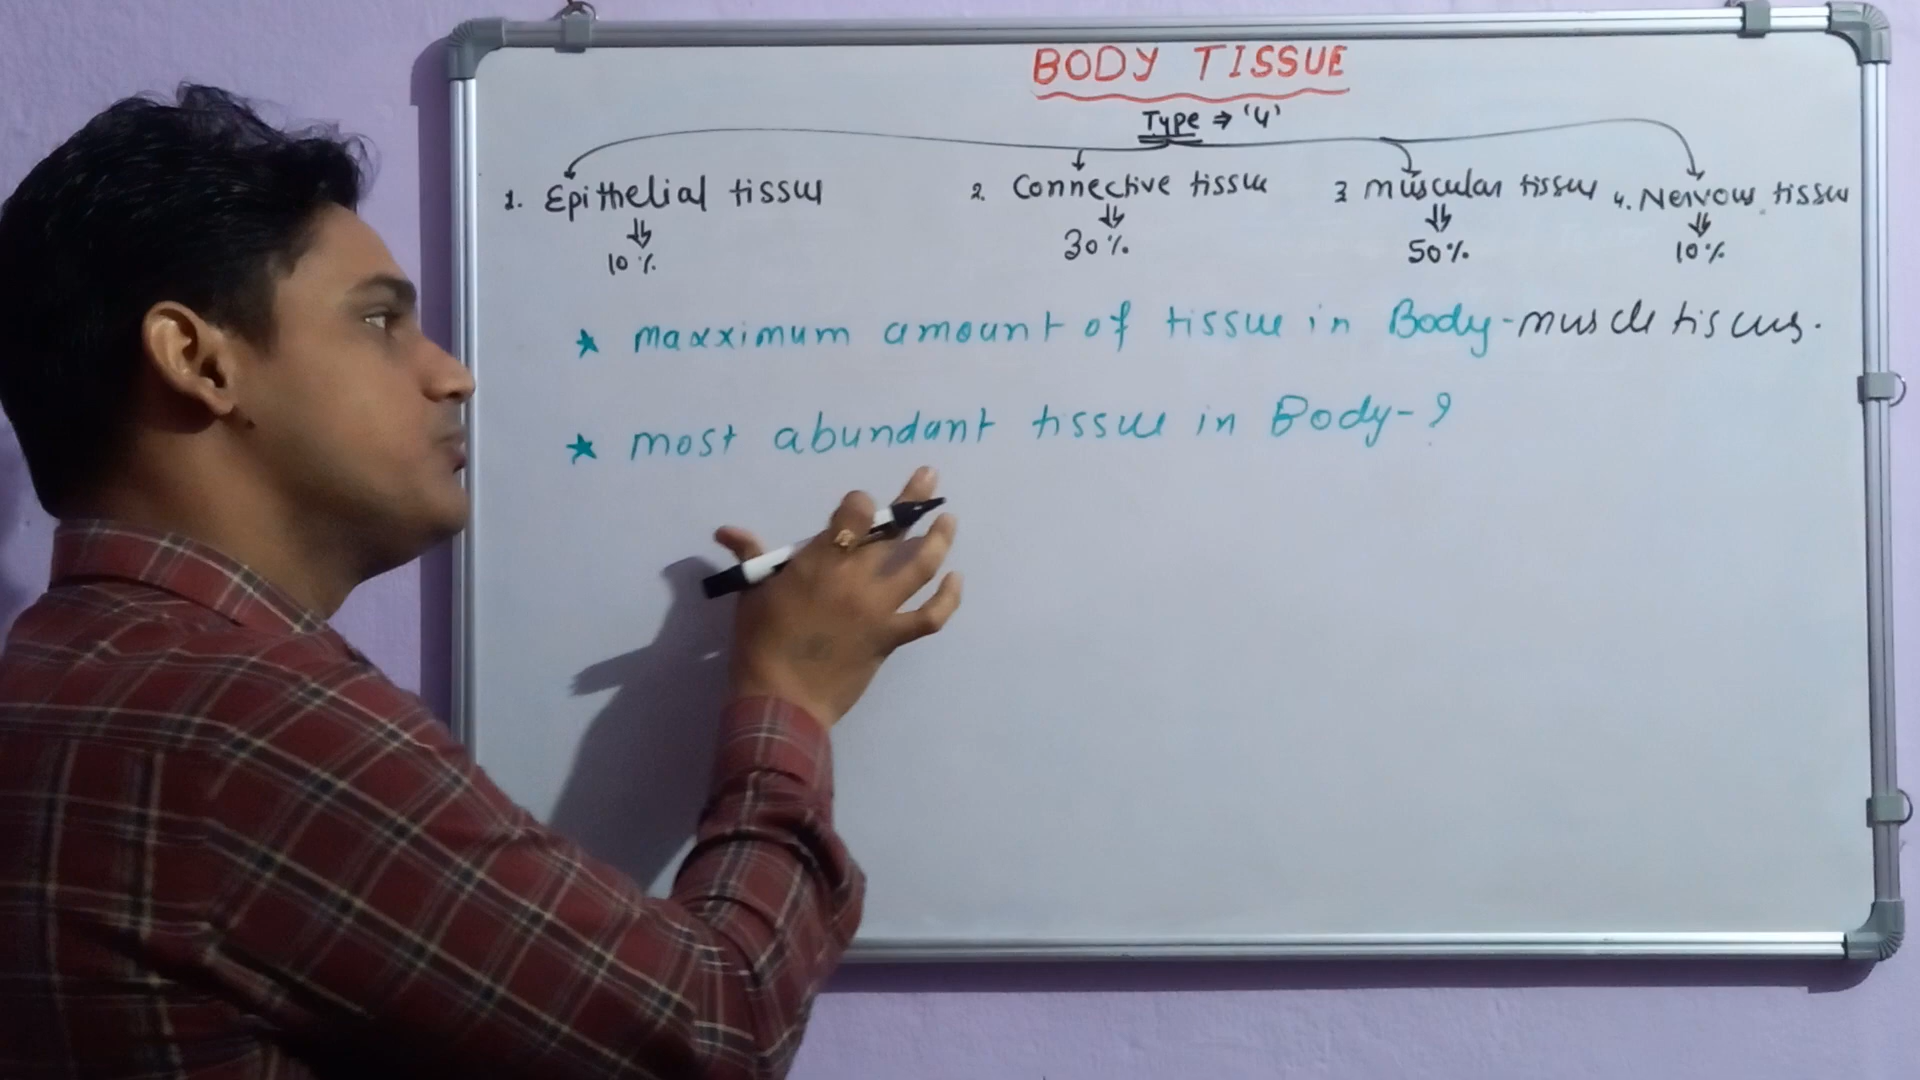 BODY TISSUE
Type ⇒ '4'
1. Epithelial tissue 2. Connective tissue 3 muscular tissue 4. Nervous tissue
10% 30% 50% 10%
★ maxximum amount of tissue in Body - muscle tissues.
★ most abundant tissue in Body - ?